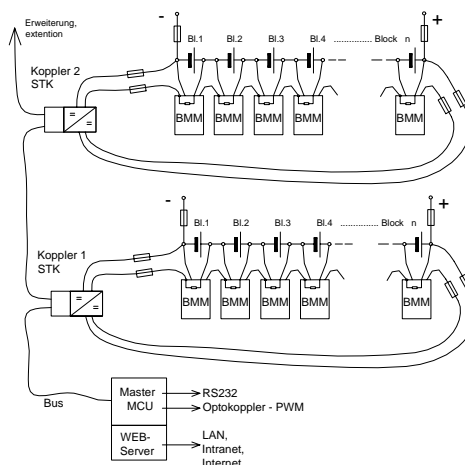 Erweiterung,
extention
- +
Bl.1 Bl.2 Bl.3 Bl.4 .............. Block n
Koppler 2
STK
= =
BMM BMM BMM BMM BMM
- +
Bl.1 Bl.2 Bl.3 Bl.4 .............. Block n
Koppler 1
STK
= =
BMM BMM BMM BMM BMM
Bus
Master
MCU
RS232
Optokoppler - PWM
WEB-
Server
LAN,
Intranet,
Internet